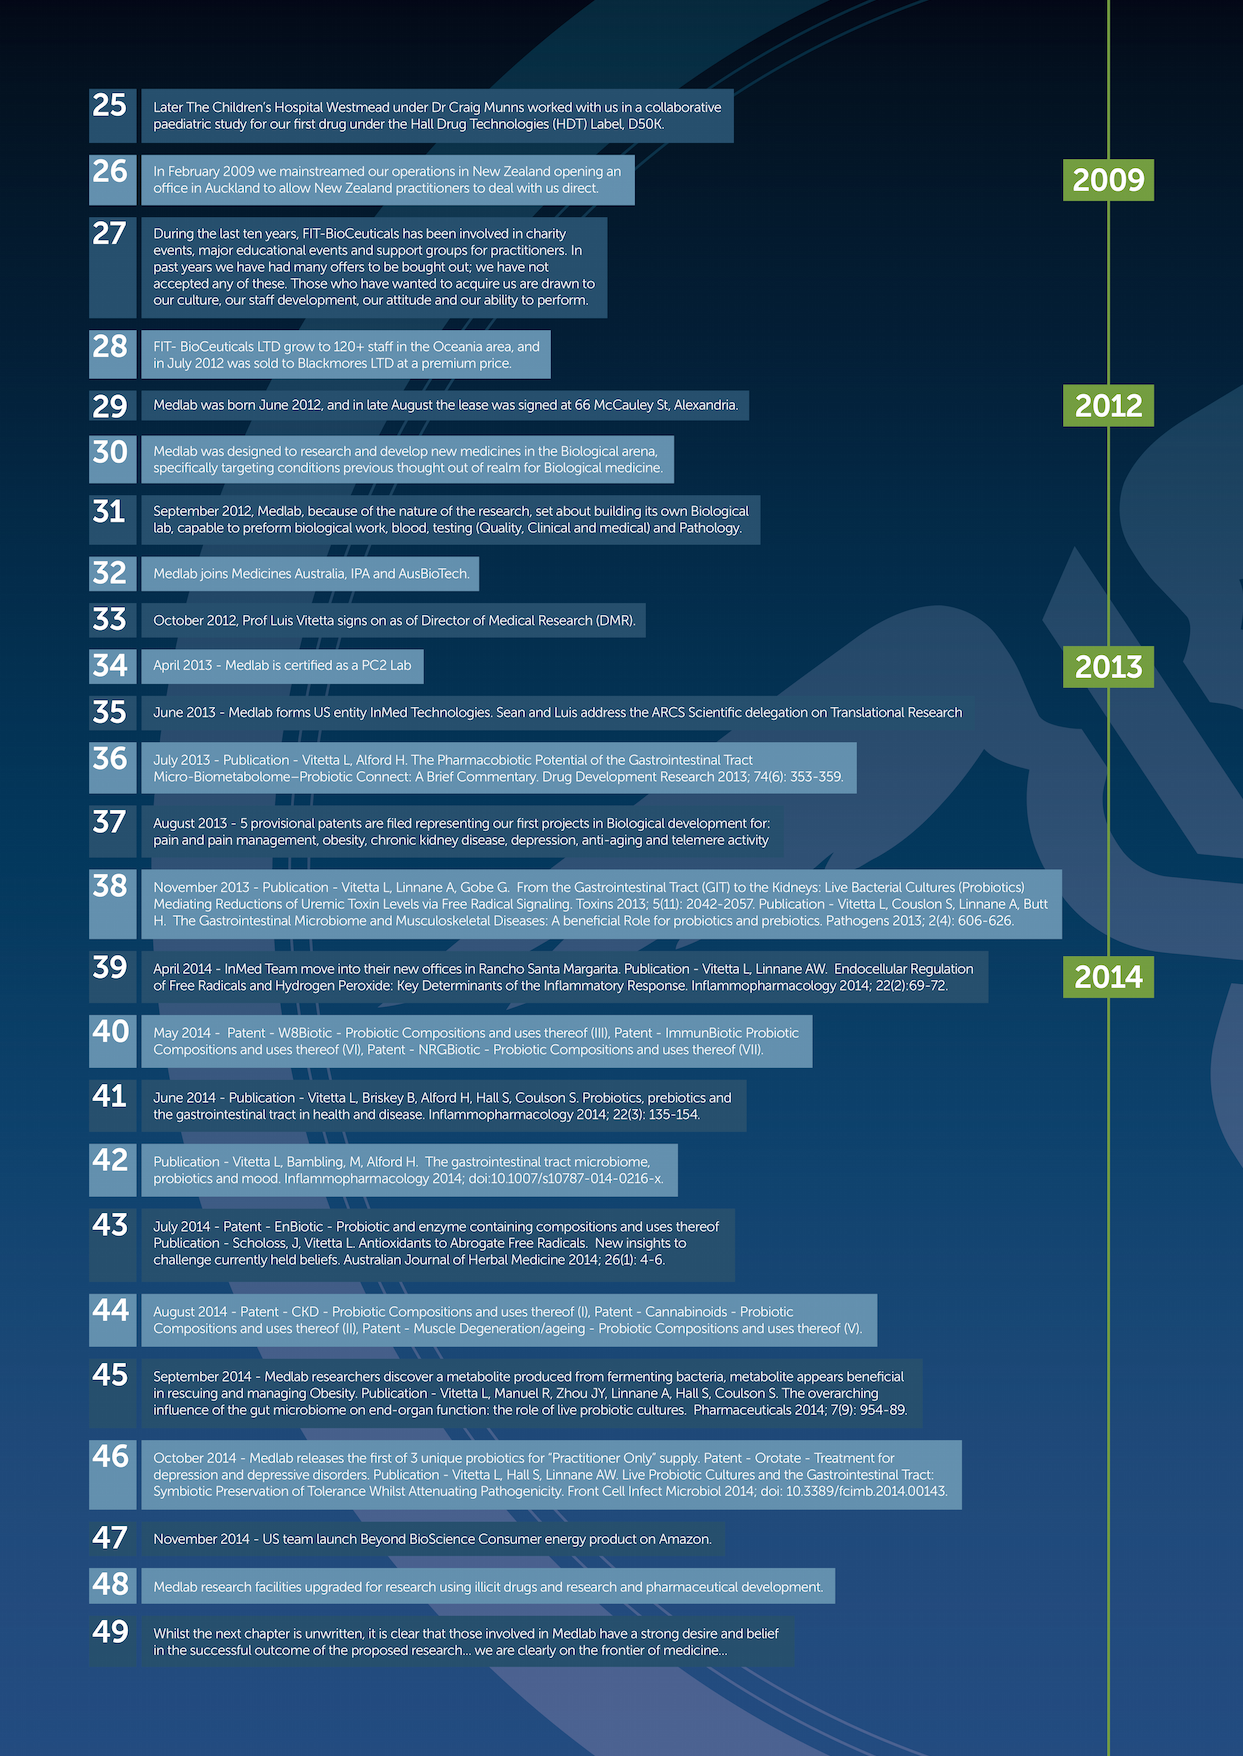 25
Later The Children's Hospital Westmead under Dr Craig Munns worked with us in a collaborative
paediatric study for our first drug under the Hall Drug Technologies (HDT) Label, D50K.
26
In February 2009 we mainstreamed our operations in New Zealand opening an
office in Auckland to allow New Zealand practitioners to deal with us direct.
2009
27
During the last ten years, FIT-BioCeuticals has been involved in charity
events, major educational events and support groups for practitioners. In
past years we have had many offers to be bought out; we have not
accepted any of these. Those who have wanted to acquire us are drawn to
our culture, our staff development, our attitude and our ability to perform.
28
FIT- BioCeuticals LTD grow to 120+ staff in the Oceania area, and
in July 2012 was sold to Blackmores LTD at a premium price.
29
Medlab was born June 2012, and in late August the lease was signed at 66 McCauley St, Alexandria.
2012
30
Medlab was designed to research and develop new medicines in the Biological arena,
specifically targeting conditions previous thought out of realm for Biological medicine.
31
September 2012, Medlab, because of the nature of the research, set about building its own Biological
lab, capable to preform biological work, blood, testing (Quality, Clinical and medical) and Pathology.
32
Medlab joins Medicines Australia, IPA and AusBioTech.
33
October 2012, Prof Luis Vitetta signs on as of Director of Medical Research (DMR).
34
April 2013 - Medlab is certified as a PC2 Lab
2013
35
June 2013 - Medlab forms US entity InMed Technologies. Sean and Luis address the ARCS Scientific delegation on Translational Research
36
July 2013 - Publication - Vitetta L, Alford H. The Pharmacobiotic Potential of the Gastrointestinal Tract
Micro-Biometabolome–Probiotic Connect: A Brief Commentary. Drug Development Research 2013; 74(6): 353-359.
37
August 2013 - 5 provisional patents are filed representing our first projects in Biological development for:
pain and pain management, obesity, chronic kidney disease, depression, anti-aging and telemere activity
38
November 2013 - Publication - Vitetta L, Linnane A, Gobe G. From the Gastrointestinal Tract (GIT) to the Kidneys: Live Bacterial Cultures (Probiotics)
Mediating Reductions of Uremic Toxin Levels via Free Radical Signaling. Toxins 2013; 5(11): 2042-2057. Publication - Vitetta L, Couslon S, Linnane A, Butt
H. The Gastrointestinal Microbiome and Musculoskeletal Diseases: A beneficial Role for probiotics and prebiotics. Pathogens 2013; 2(4): 606-626.
39
April 2014 - InMed Team move into their new offices in Rancho Santa Margarita. Publication - Vitetta L, Linnane AW. Endocellular Regulation
of Free Radicals and Hydrogen Peroxide: Key Determinants of the Inflammatory Response. Inflammopharmacology 2014; 22(2):69-72.
2014
40
May 2014 - Patent - W8Biotic - Probiotic Compositions and uses thereof (III), Patent - ImmunBiotic Probiotic
Compositions and uses thereof (VI), Patent - NRGBiotic - Probiotic Compositions and uses thereof (VII).
41
June 2014 - Publication - Vitetta L, Briskey B, Alford H, Hall S, Coulson S. Probiotics, prebiotics and
the gastrointestinal tract in health and disease. Inflammopharmacology 2014; 22(3): 135-154.
42
Publication - Vitetta L, Bambling, M, Alford H. The gastrointestinal tract microbiome,
probiotics and mood. Inflammopharmacology 2014; doi:10.1007/s10787-014-0216-x.
43
July 2014 - Patent - EnBiotic - Probiotic and enzyme containing compositions and uses thereof
Publication - Scholoss, J, Vitetta L. Antioxidants to Abrogate Free Radicals. New insights to
challenge currently held beliefs. Australian Journal of Herbal Medicine 2014; 26(1): 4-6.
44
August 2014 - Patent - CKD - Probiotic Compositions and uses thereof (I), Patent - Cannabinoids - Probiotic
Compositions and uses thereof (II), Patent - Muscle Degeneration/ageing - Probiotic Compositions and uses thereof (V).
45
September 2014 - Medlab researchers discover a metabolite produced from fermenting bacteria, metabolite appears beneficial
in rescuing and managing Obesity. Publication - Vitetta L, Manuel R, Zhou JY, Linnane A, Hall S, Coulson S. The overarching
influence of the gut microbiome on end-organ function: the role of live probiotic cultures. Pharmaceuticals 2014; 7(9): 954-89.
46
October 2014 - Medlab releases the first of 3 unique probiotics for "Practitioner Only" supply. Patent - Orotate - Treatment for
depression and depressive disorders. Publication - Vitetta L, Hall S, Linnane AW. Live Probiotic Cultures and the Gastrointestinal Tract:
Symbiotic Preservation of Tolerance Whilst Attenuating Pathogenicity. Front Cell Infect Microbiol 2014; doi: 10.3389/fcimb.2014.00143.
47
November 2014 - US team launch Beyond BioScience Consumer energy product on Amazon.
48
Medlab research facilities upgraded for research using illicit drugs and research and pharmaceutical development.
49
Whilst the next chapter is unwritten, it is clear that those involved in Medlab have a strong desire and belief
in the successful outcome of the proposed research... we are clearly on the frontier of medicine...